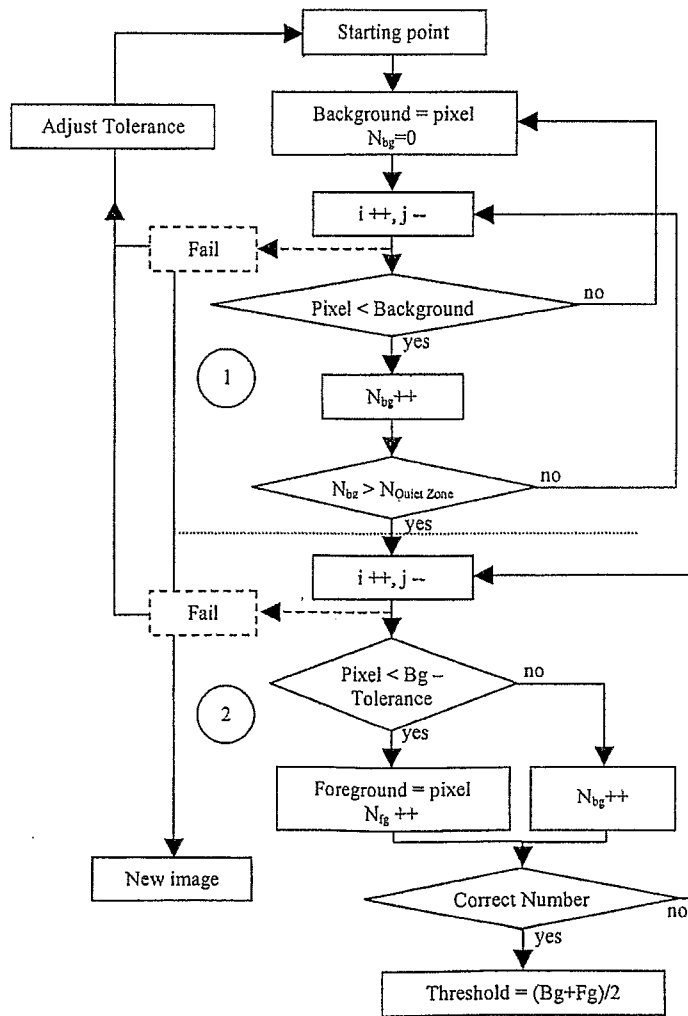 Starting point
Adjust Tolerance
Background = pixel
N_bg=0
i ++, j --
Fail
Pixel < Background
no
yes
1
N_bg++
N_bg > N_Quiet Zone
no
yes
i ++, j --
Fail
Pixel < Bg –
Tolerance
no
2
yes
Foreground = pixel
N_fg ++
N_bg++
New image
Correct Number
no
yes
Threshold = (Bg+Fg)/2